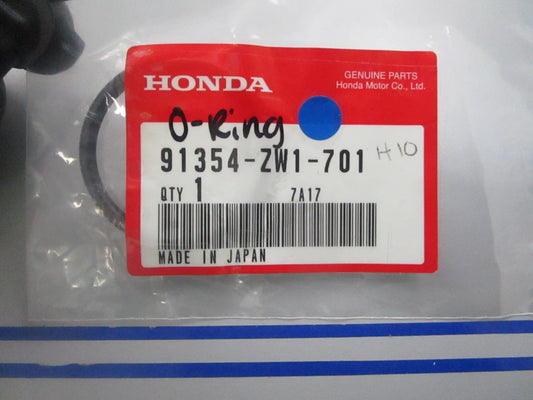 HONDA
GENUINE PARTS
Honda Motor Co., Ltd.
O-Ring
91354-ZW1-701
H10
QTY 1 7A17
MADE IN JAPAN